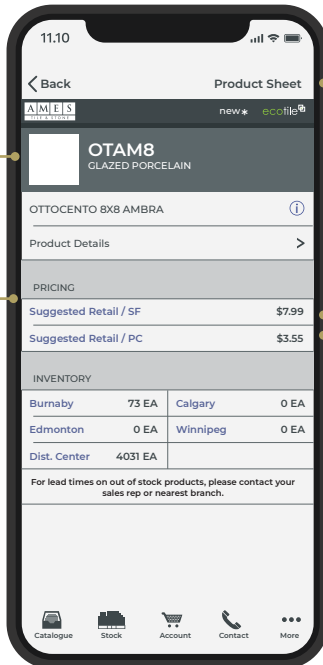 11.10
Back Product Sheet
AMES
TILE & STONE
new* ecotile
OTAM8
GLAZED PORCELAIN
OTTOCENTO 8X8 AMBRA i
Product Details >
PRICING
Suggested Retail / SF $7.99
Suggested Retail / PC $3.55
INVENTORY
Burnaby 73 EA Calgary 0 EA
Edmonton 0 EA Winnipeg 0 EA
Dist. Center 4031 EA
For lead times on out of stock products, please contact your
sales rep or nearest branch.
Catalogue Stock Account Contact More